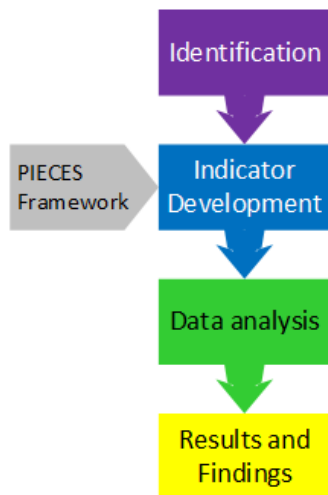 Identification
PIECES
Framework
Indicator
Development
Data analysis
Results and
Findings